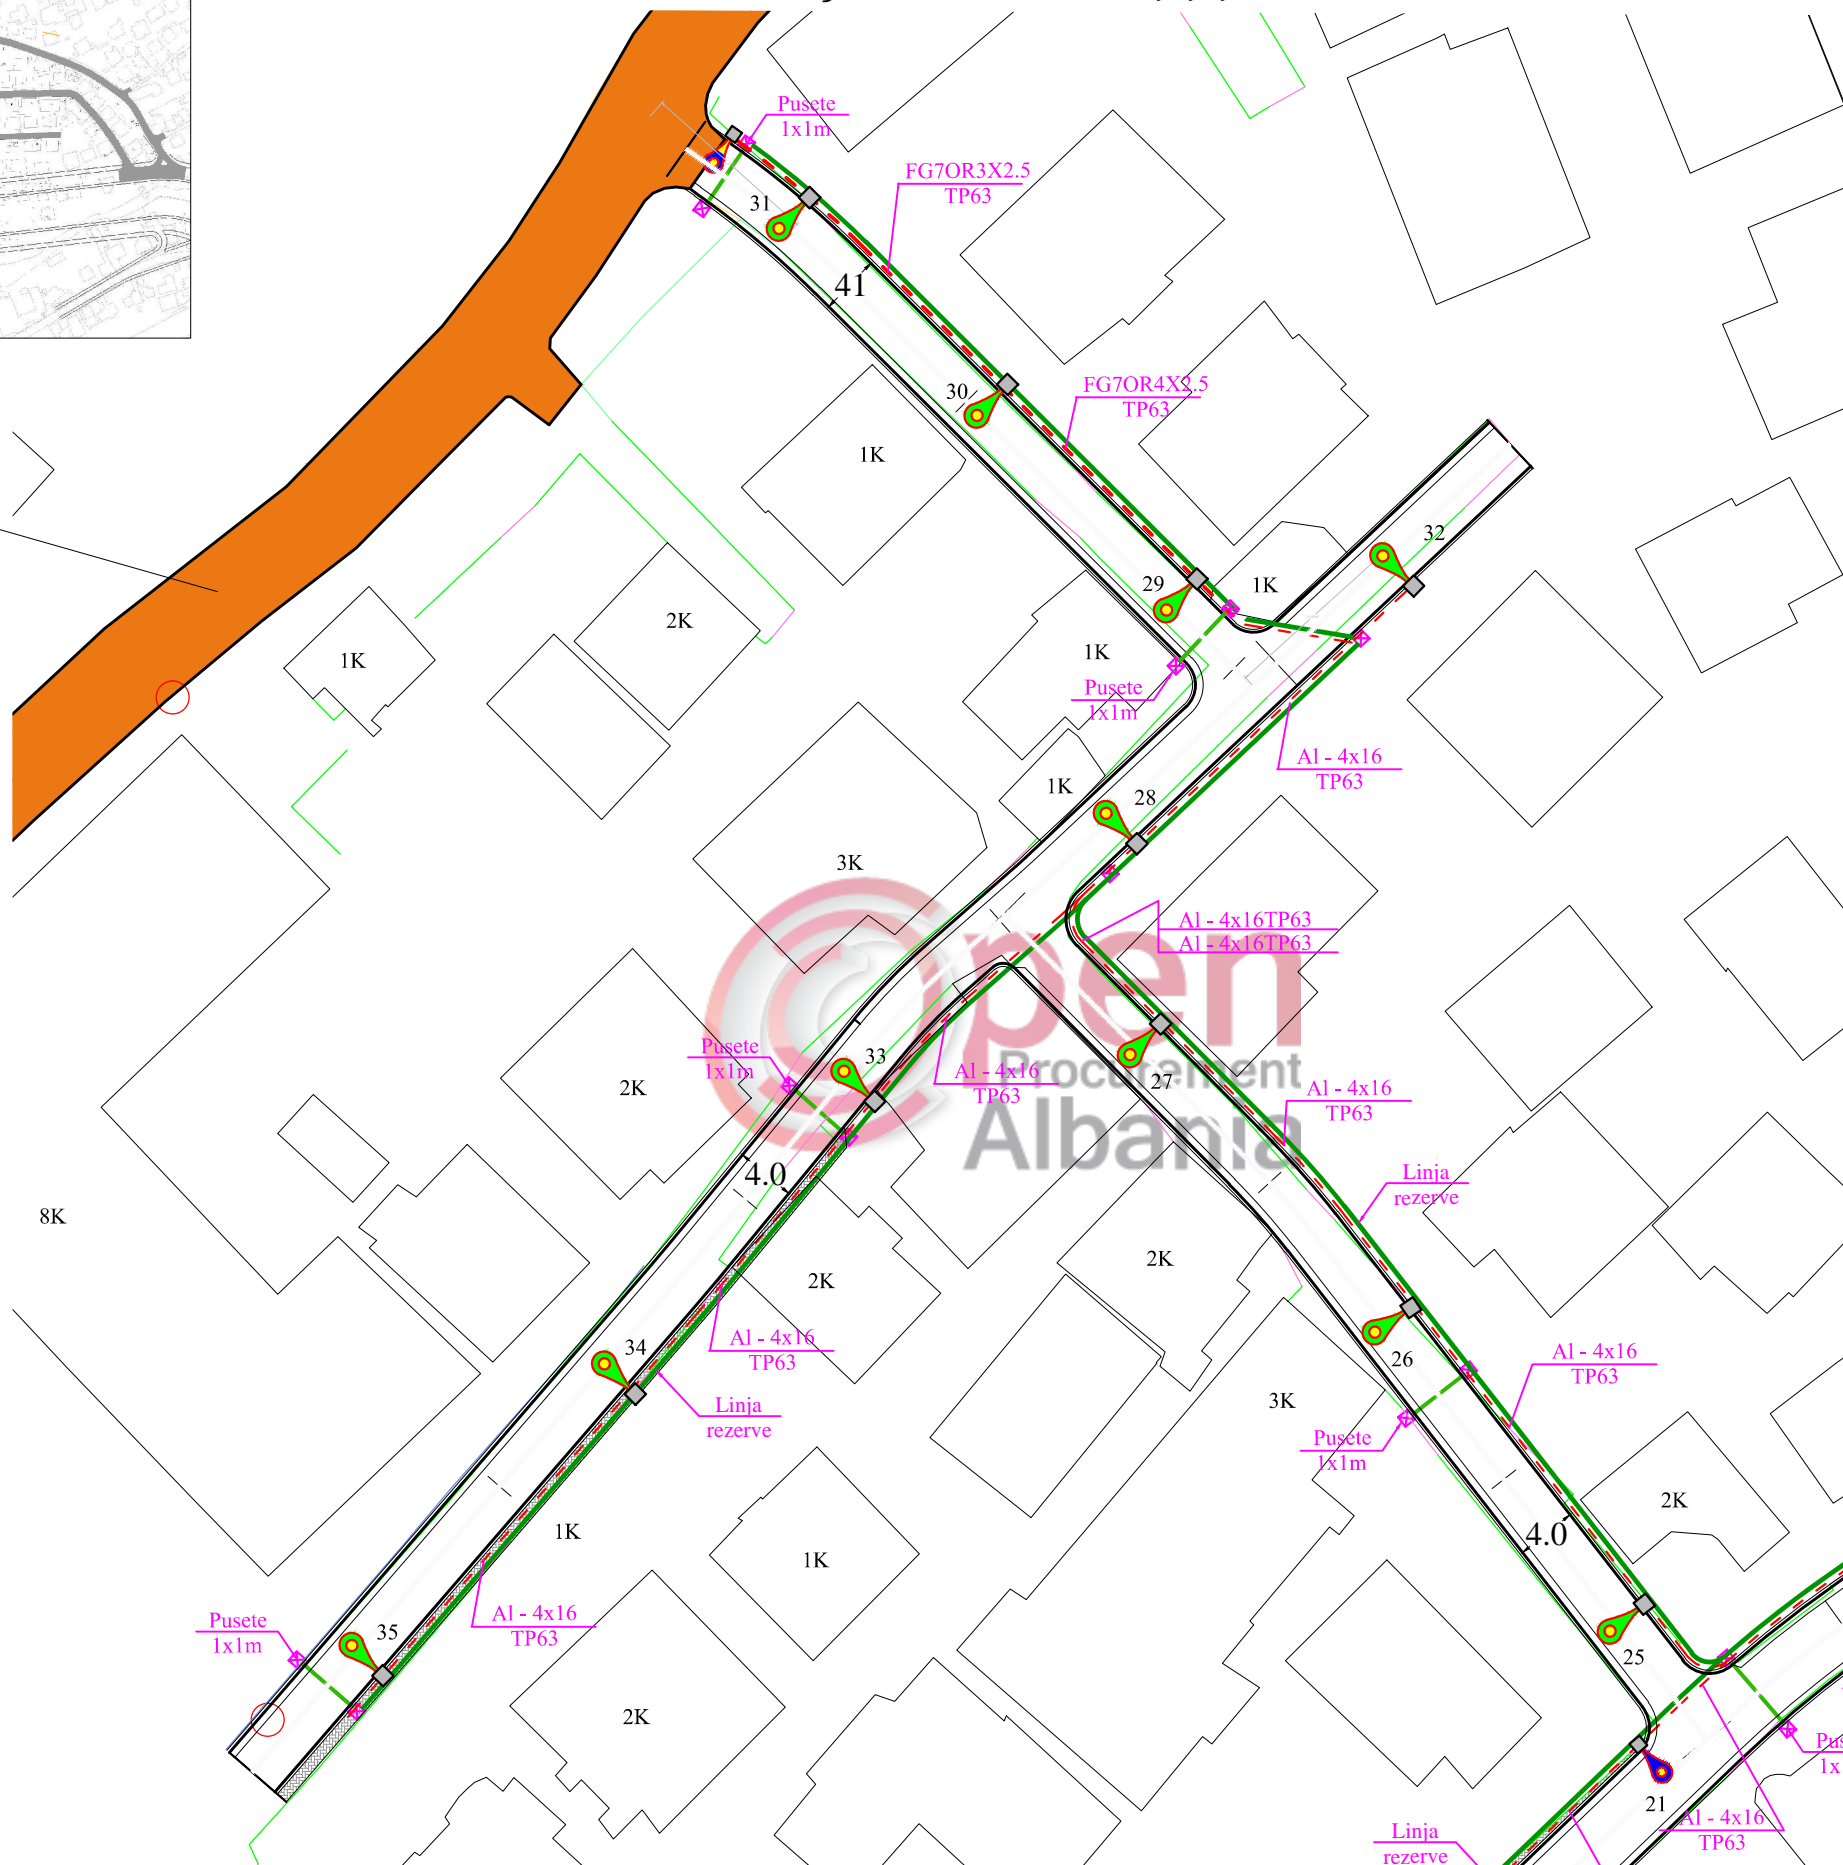 Pusete
1x1m
FG7OR3X2.5
TP63
31
41
30
FG7OR4X2.5
TP63
1K
32
29
1K
2K
1K
1K
Pusete
1x1m
Al - 4x16
TP63
1K
28
3K
Al - 4x16TP63
Al - 4x16TP63
Open
Procurement
Albania
Pusete
1x1m
33
Al - 4x16
TP63
27
2K
Al - 4x16
TP63
4.0
Linja
rezerve
8K
2K
2K
34
Al - 4x16
TP63
26
Al - 4x16
TP63
Linja
rezerve
3K
Pusete
1x1m
2K
1K
4.0
1K
Pusete
1x1m
35
Al - 4x16
TP63
25
2K
21
Al - 4x16
TP63
Linja
rezerve